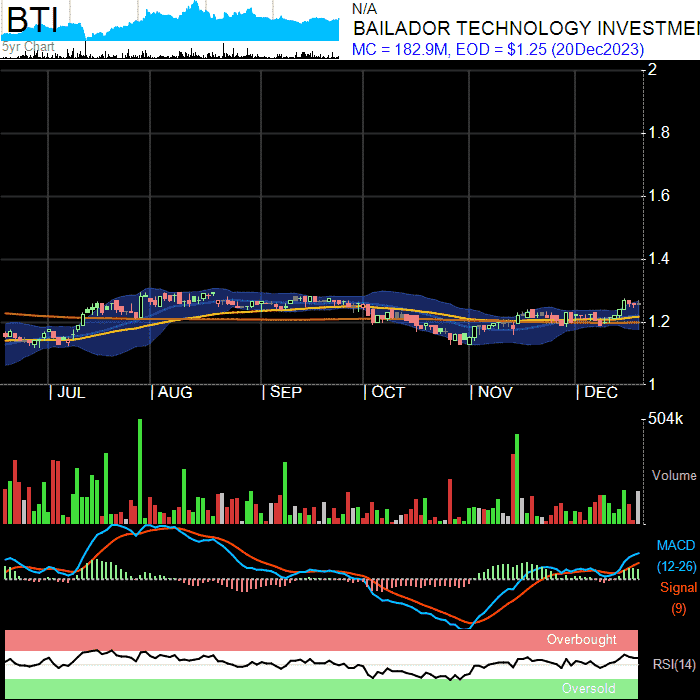 BTI
5yr Chart
N/A
BAILADOR TECHNOLOGY INVESTMEN
MC = 182.9M, EOD = $1.25 (20Dec2023)
2
1.8
1.6
1.4
1.2
1
JUL AUG SEP OCT NOV DEC
504k
Volume
MACD
(12-26)
Signal
(9)
Overbought
RSI(14)
Oversold